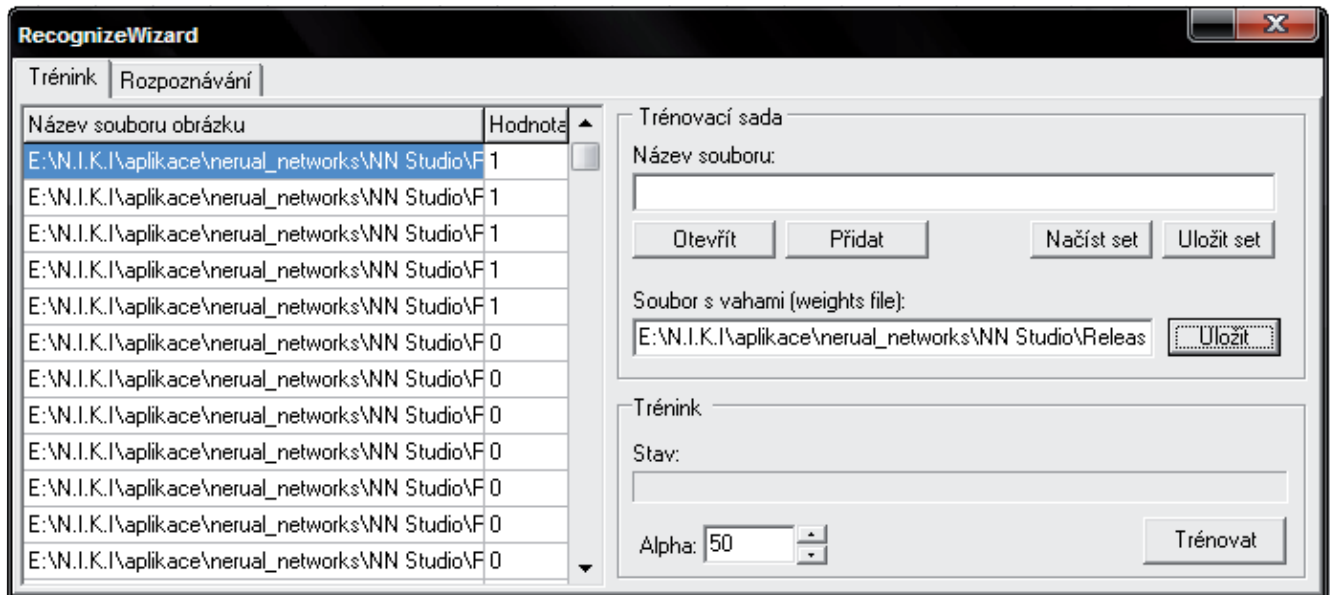 RecognizeWizard
Trénink Rozpoznávání
Název souboru obrázku Hodnota
E:\N.I.K.I\aplikace\nerual_networks\NN Studio\F 1
E:\N.I.K.I\aplikace\nerual_networks\NN Studio\F 1
E:\N.I.K.I\aplikace\nerual_networks\NN Studio\F 1
E:\N.I.K.I\aplikace\nerual_networks\NN Studio\F 1
E:\N.I.K.I\aplikace\nerual_networks\NN Studio\F 1
E:\N.I.K.I\aplikace\nerual_networks\NN Studio\F 0
E:\N.I.K.I\aplikace\nerual_networks\NN Studio\F 0
E:\N.I.K.I\aplikace\nerual_networks\NN Studio\F 0
E:\N.I.K.I\aplikace\nerual_networks\NN Studio\F 0
E:\N.I.K.I\aplikace\nerual_networks\NN Studio\F 0
E:\N.I.K.I\aplikace\nerual_networks\NN Studio\F 0
E:\N.I.K.I\aplikace\nerual_networks\NN Studio\F 0
Trénovací sada
Název souboru:
Otevřít Přidat Načíst set Uložit set
Soubor s vahami (weights file):
E:\N.I.K.I\aplikace\nerual_networks\NN Studio\Releas Uložit
Trénink
Stav:
Alpha: 50 Trénovat